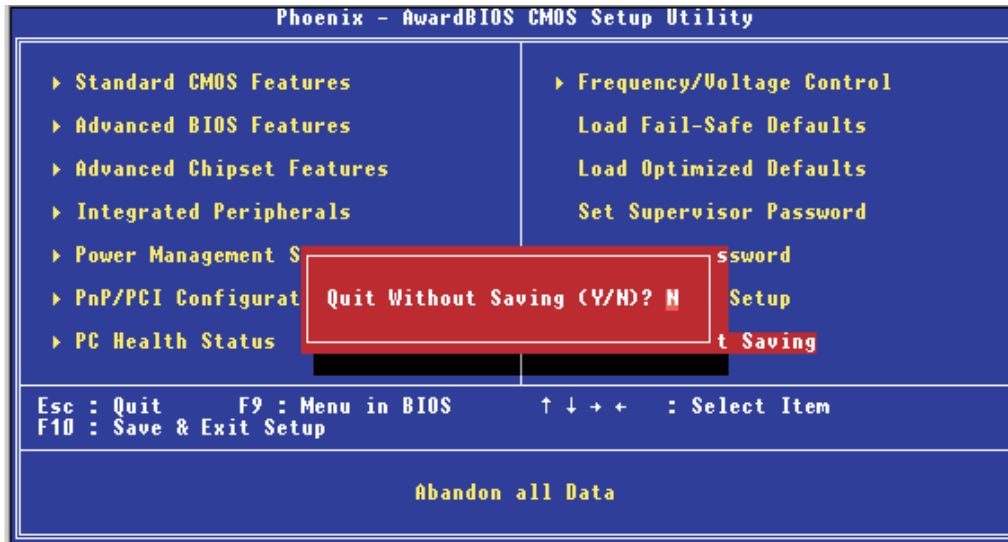 Phoenix - AwardBIOS CMOS Setup Utility
Standard CMOS Features
Advanced BIOS Features
Advanced Chipset Features
Integrated Peripherals
Power Management S
PnP/PCI Configurat
PC Health Status
Frequency/Voltage Control
Load Fail-Safe Defaults
Load Optimized Defaults
Set Supervisor Password
ssword
Setup
t Saving
Quit Without Saving (Y/N)? N
Esc : Quit F9 : Menu in BIOS ↑ ↓ → ← : Select Item
F10 : Save & Exit Setup
Abandon all Data